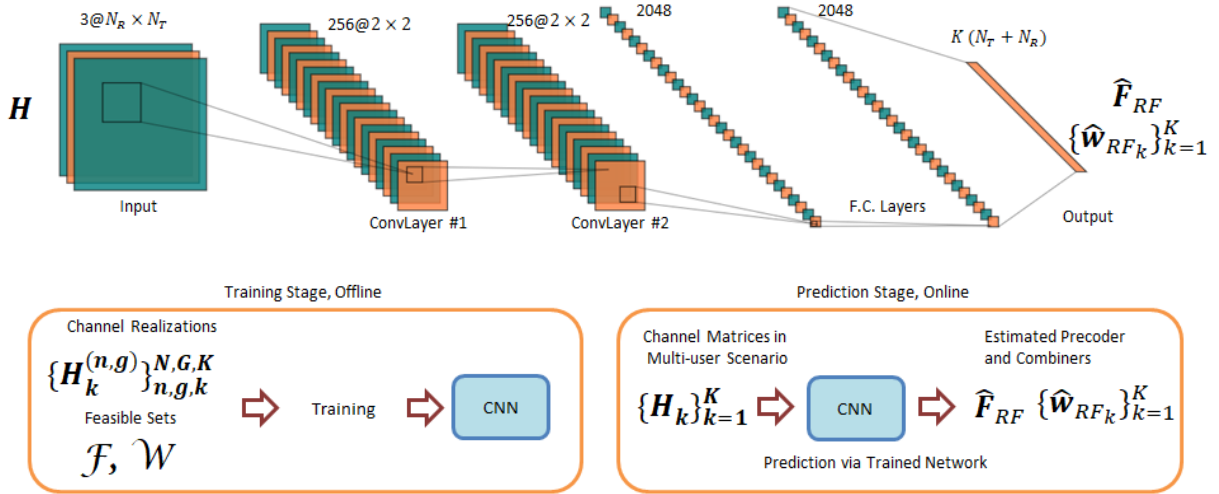 3@N_R × N_T
256@2 × 2
256@2 × 2
2048
2048
K (N_T + N_R)
H
F̂_RF
{ŵ_RF_k}_{k=1}^K
Input
ConvLayer #1
ConvLayer #2
F.C. Layers
Output
Training Stage, Offline
Channel Realizations
{H_k^{(n,g)}}_{n,g,k}^{N,G,K}
Feasible Sets
ℱ, 𝒲
Training
CNN
Prediction Stage, Online
Channel Matrices in
Multi-user Scenario
{H_k}_{k=1}^K
CNN
Estimated Precoder
and Combiners
F̂_RF {ŵ_RF_k}_{k=1}^K
Prediction via Trained Network